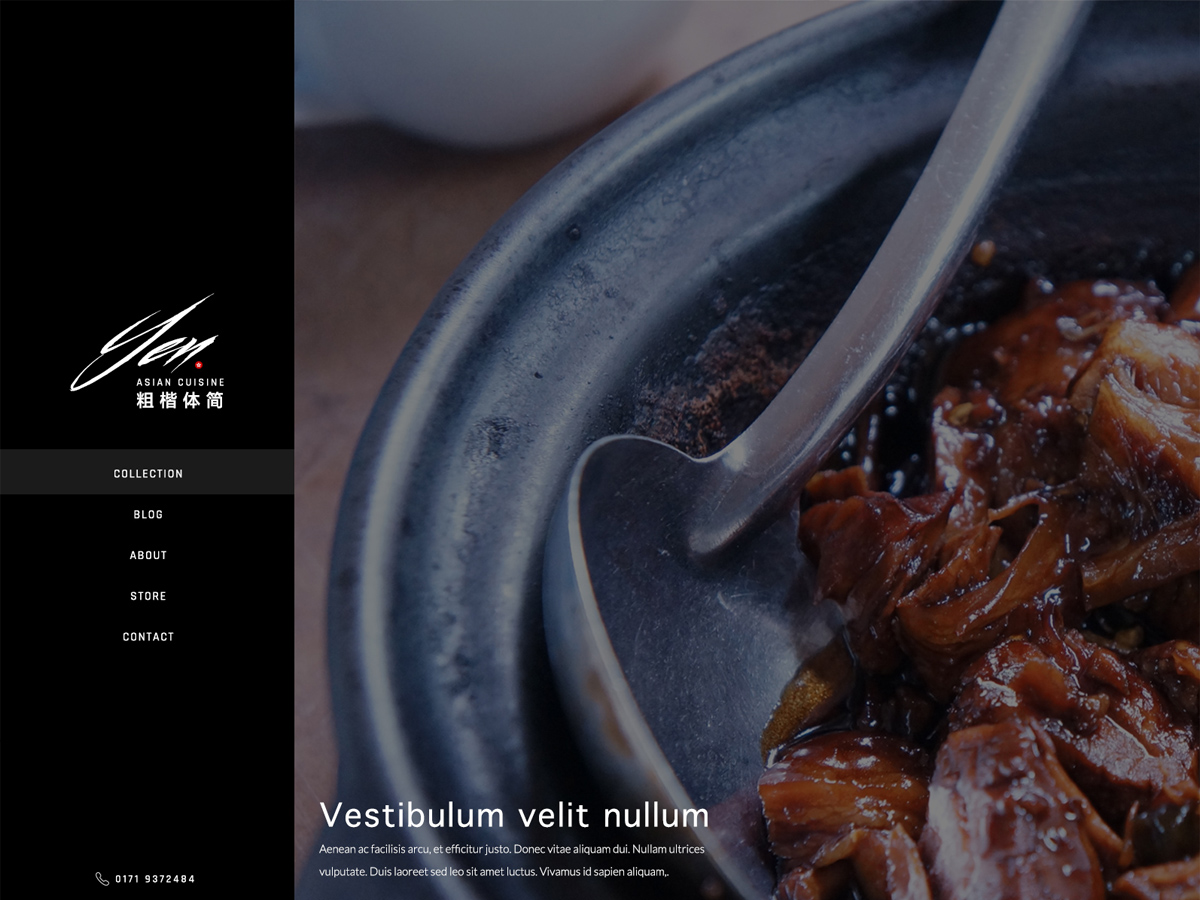 Yen
ASIAN CUISINE
粗楷体简
COLLECTION
BLOG
ABOUT
STORE
CONTACT
0171 9372484
Vestibulum velit nullum
Aenean ac facilisis arcu, et efficitur justo. Donec vitae aliquam dui. Nullam ultrices
vulputate. Duis laoreet sed leo sit amet luctus. Vivamus id sapien aliquam,.